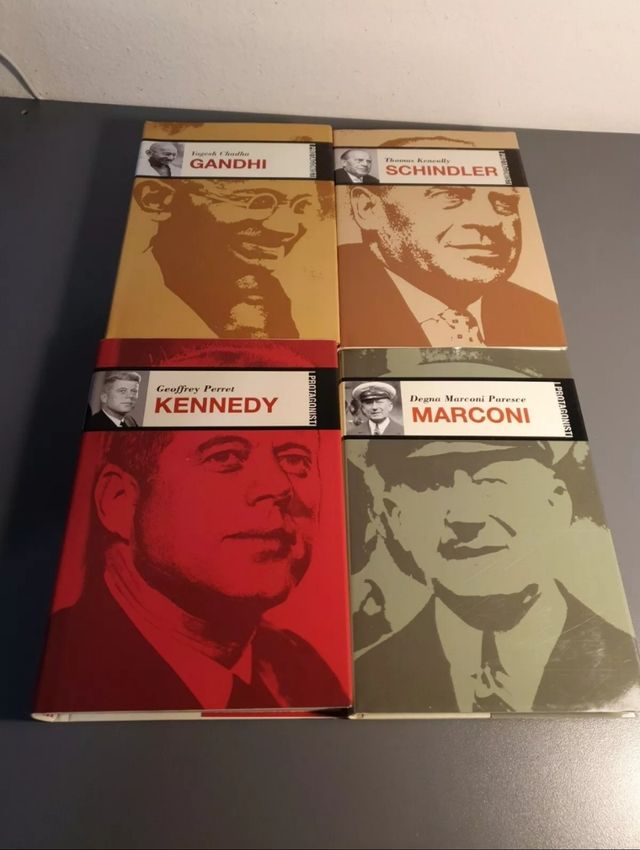 Yogesh Chadha
GANDHI
I PROTAGONISTI
Thomas Keneally
SCHINDLER
I PROTAGONISTI
Geoffrey Perret
KENNEDY
I PROTAGONISTI
Degna Marconi Paresce
MARCONI
I PROTAGONISTI